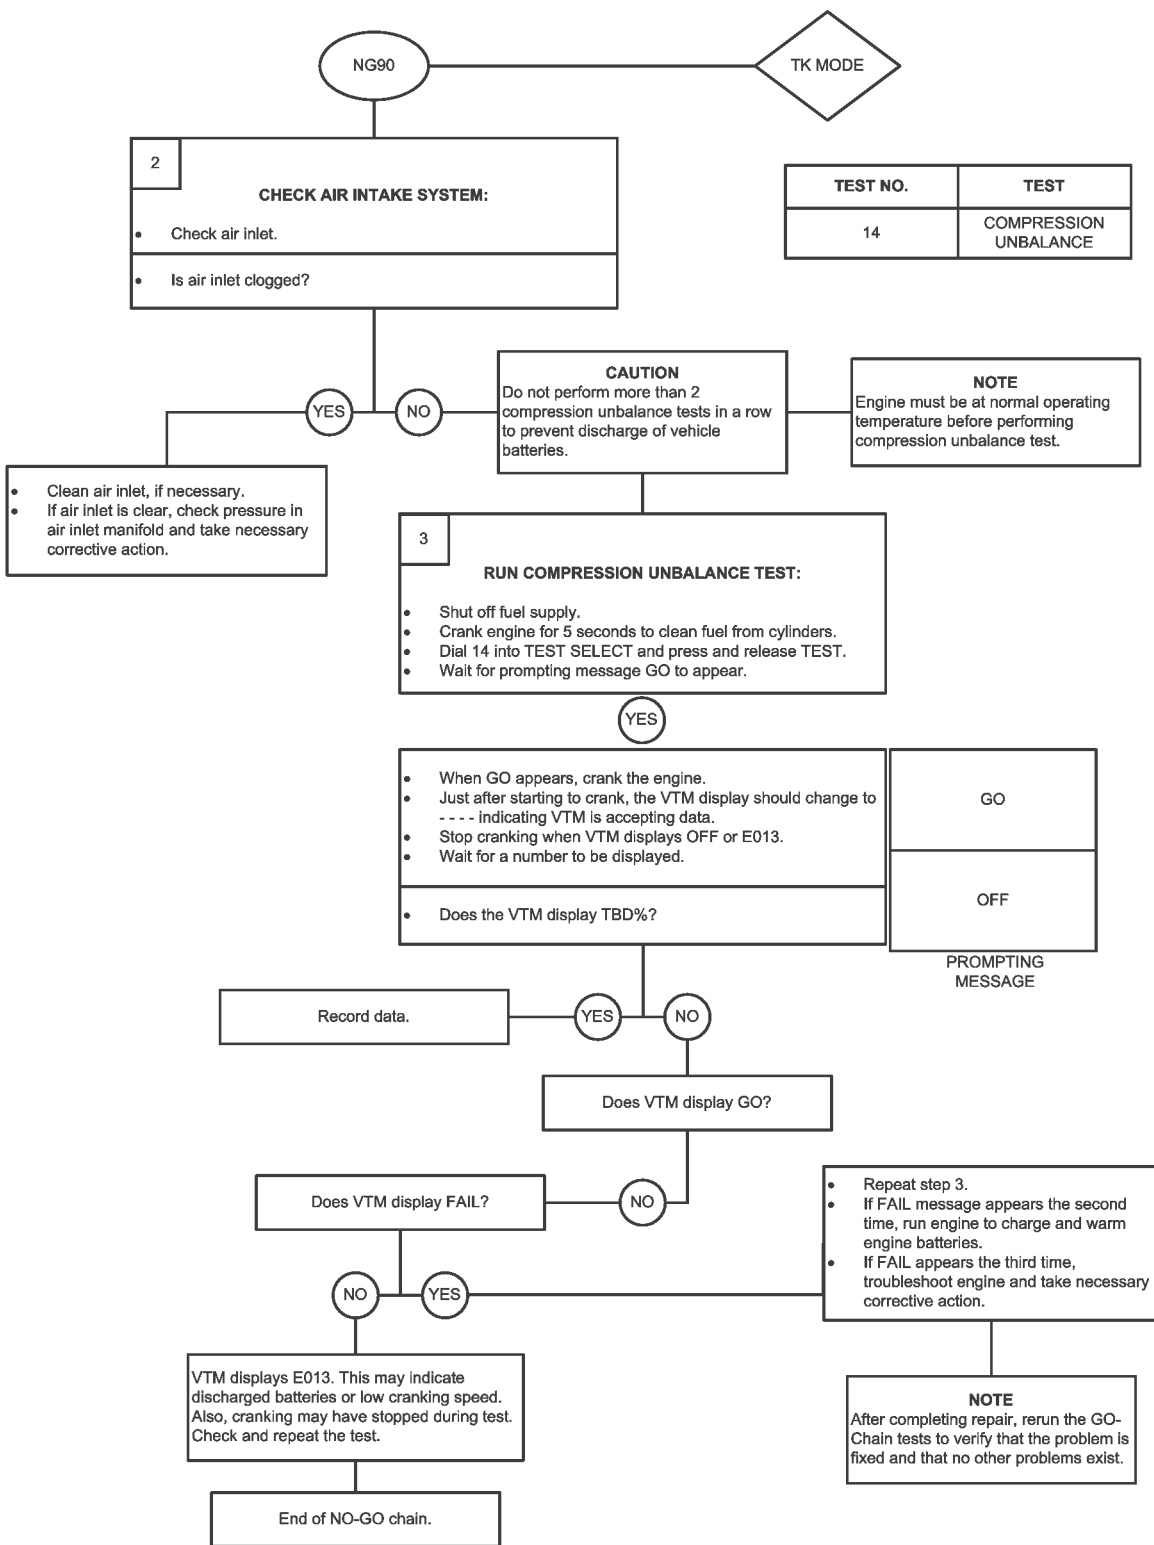 NG90
TK MODE
2
CHECK AIR INTAKE SYSTEM:
• Check air inlet.
• Is air inlet clogged?
TEST NO.
TEST
14
COMPRESSION
UNBALANCE
YES
NO
CAUTION
Do not perform more than 2
compression unbalance tests in a row
to prevent discharge of vehicle
batteries.
NOTE
Engine must be at normal operating
temperature before performing
compression unbalance test.
• Clean air inlet, if necessary.
• If air inlet is clear, check pressure in
air inlet manifold and take necessary
corrective action.
3
RUN COMPRESSION UNBALANCE TEST:
• Shut off fuel supply.
• Crank engine for 5 seconds to clean fuel from cylinders.
• Dial 14 into TEST SELECT and press and release TEST.
• Wait for prompting message GO to appear.
YES
• When GO appears, crank the engine.
• Just after starting to crank, the VTM display should change to
- - - - indicating VTM is accepting data.
• Stop cranking when VTM displays OFF or E013.
• Wait for a number to be displayed.
• Does the VTM display TBD%?
GO
OFF
PROMPTING
MESSAGE
Record data.
YES
NO
Does VTM display GO?
Does VTM display FAIL?
NO
• Repeat step 3.
• If FAIL message appears the second
time, run engine to charge and warm
engine batteries.
• If FAIL appears the third time,
troubleshoot engine and take necessary
corrective action.
NO
YES
VTM displays E013. This may indicate
discharged batteries or low cranking speed.
Also, cranking may have stopped during test.
Check and repeat the test.
NOTE
After completing repair, rerun the GO-
Chain tests to verify that the problem is
fixed and that no other problems exist.
End of NO-GO chain.